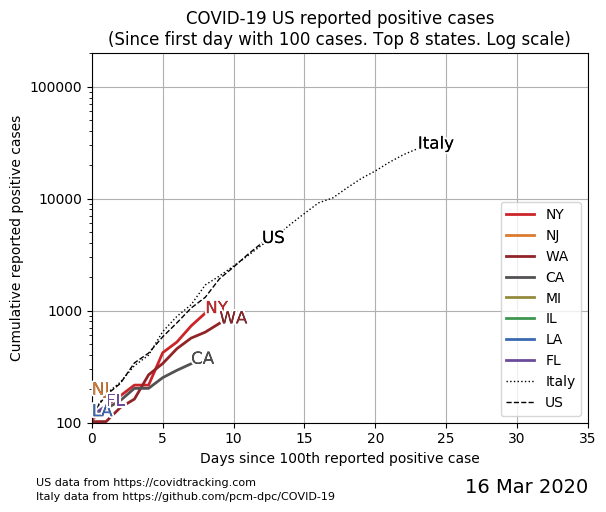 COVID-19 US reported positive cases
(Since first day with 100 cases. Top 8 states. Log scale)
Cumulative reported positive cases
100000
10000
1000
100
Italy
US
NY
WA
CA
NJ
FL
LA
NY
NJ
WA
CA
MI
IL
LA
FL
Italy
US
0 5 10 15 20 25 30 35
Days since 100th reported positive case
US data from https://covidtracking.com
Italy data from https://github.com/pcm-dpc/COVID-19
16 Mar 2020